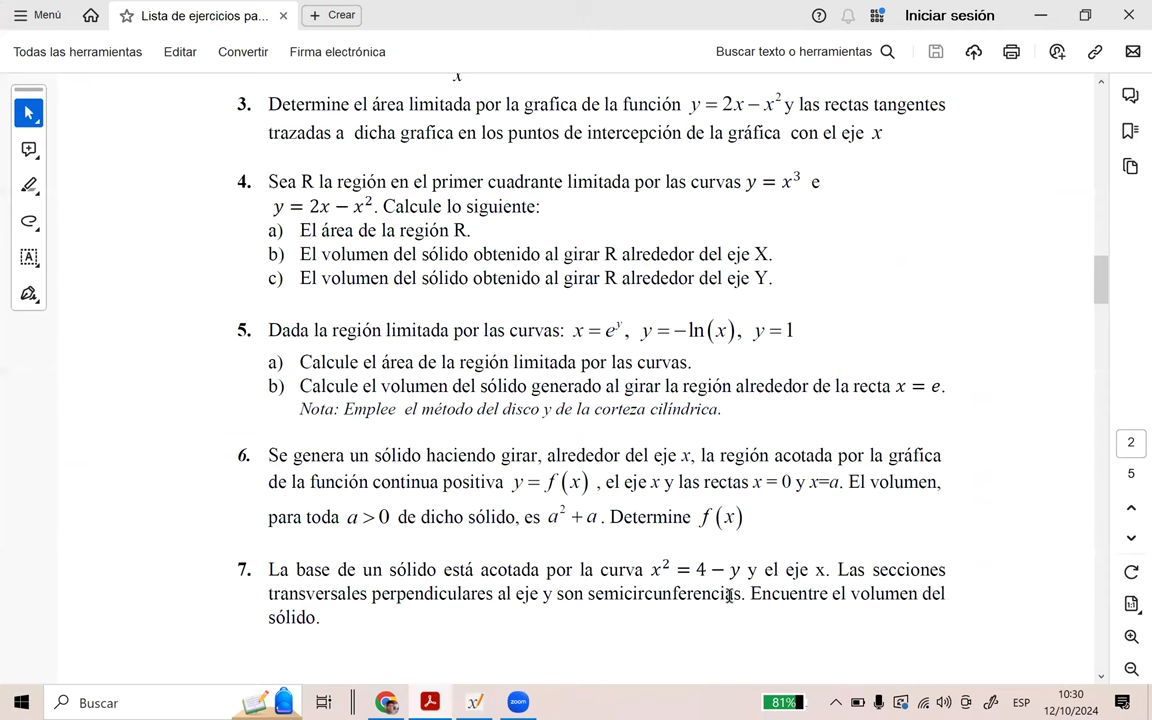 Menú
Lista de ejercicios pa...
Crear
Iniciar sesión
Todas las herramientas
Editar
Convertir
Firma electrónica
Buscar texto o herramientas
x
3. Determine el área limitada por la grafica de la función y = 2x − x² y las rectas tangentes
trazadas a dicha grafica en los puntos de intercepción de la gráfica con el eje x
4. Sea R la región en el primer cuadrante limitada por las curvas y = x³ e
y = 2x − x². Calcule lo siguiente:
a) El área de la región R.
b) El volumen del sólido obtenido al girar R alrededor del eje X.
c) El volumen del sólido obtenido al girar R alrededor del eje Y.
5. Dada la región limitada por las curvas: x = e^y, y = −ln(x), y = 1
a) Calcule el área de la región limitada por las curvas.
b) Calcule el volumen del sólido generado al girar la región alrededor de la recta x = e.
Nota: Emplee el método del disco y de la corteza cilíndrica.
6. Se genera un sólido haciendo girar, alrededor del eje x, la región acotada por la gráfica
de la función continua positiva y = f(x) , el eje x y las rectas x = 0 y x=a. El volumen,
para toda a > 0 de dicho sólido, es a² + a . Determine f(x)
7. La base de un sólido está acotada por la curva x² = 4 − y y el eje x. Las secciones
transversales perpendiculares al eje y son semicircunferencias. Encuentre el volumen del
sólido.
2
5
Buscar
zoom
81%
ESP
10:30
12/10/2024